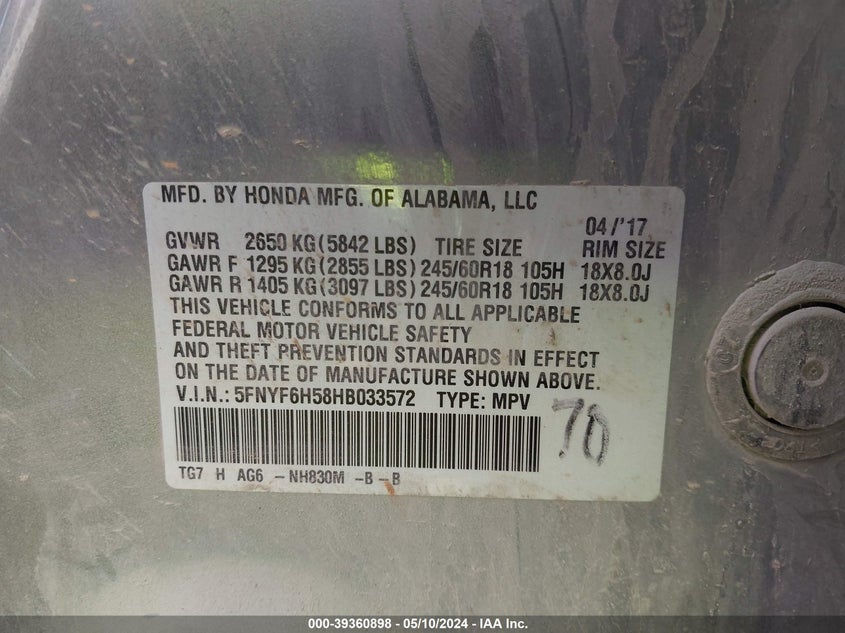 MFD. BY HONDA MFG. OF ALABAMA, LLC
04/'17
GVWR 2650 KG (5842 LBS) TIRE SIZE RIM SIZE
GAWR F 1295 KG (2855 LBS) 245/60R18 105H 18X8.0J
GAWR R 1405 KG (3097 LBS) 245/60R18 105H 18X8.0J
THIS VEHICLE CONFORMS TO ALL APPLICABLE
FEDERAL MOTOR VEHICLE SAFETY
AND THEFT PREVENTION STANDARDS IN EFFECT
ON THE DATE OF MANUFACTURE SHOWN ABOVE.
V.I.N.: 5FNYF6H58HB033572 TYPE: MPV
70
TG7 H AG6 -NH830M -B-B
000-39360898 - 05/10/2024 - IAA Inc.